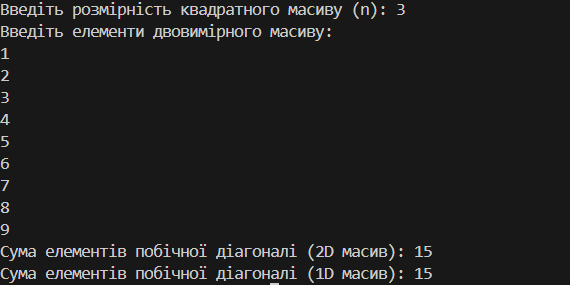 Введіть розмірність квадратного масиву (n): 3
Введіть елементи двовимірного масиву:
1
2
3
4
5
6
7
8
9
Сума елементів побічної діагоналі (2D масив): 15
Сума елементів побічної діагоналі (1D масив): 15